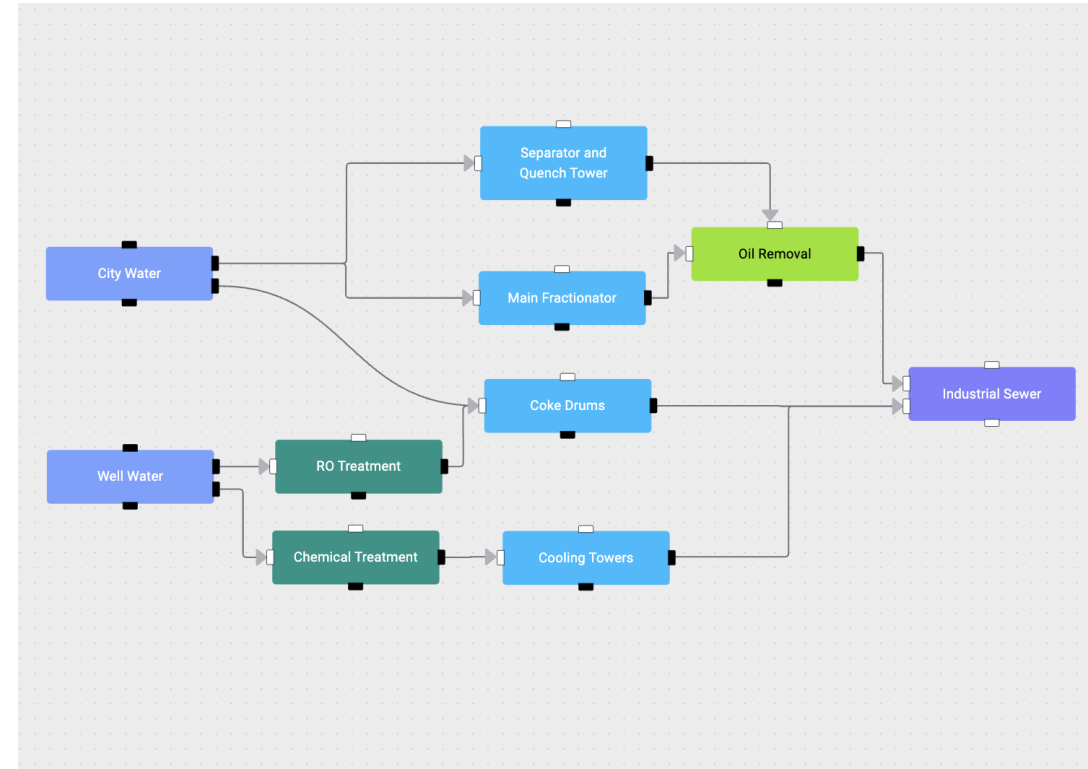 Separator and
Quench Tower
Oil Removal
City Water
Main Fractionator
Industrial Sewer
Coke Drums
RO Treatment
Well Water
Chemical Treatment
Cooling Towers